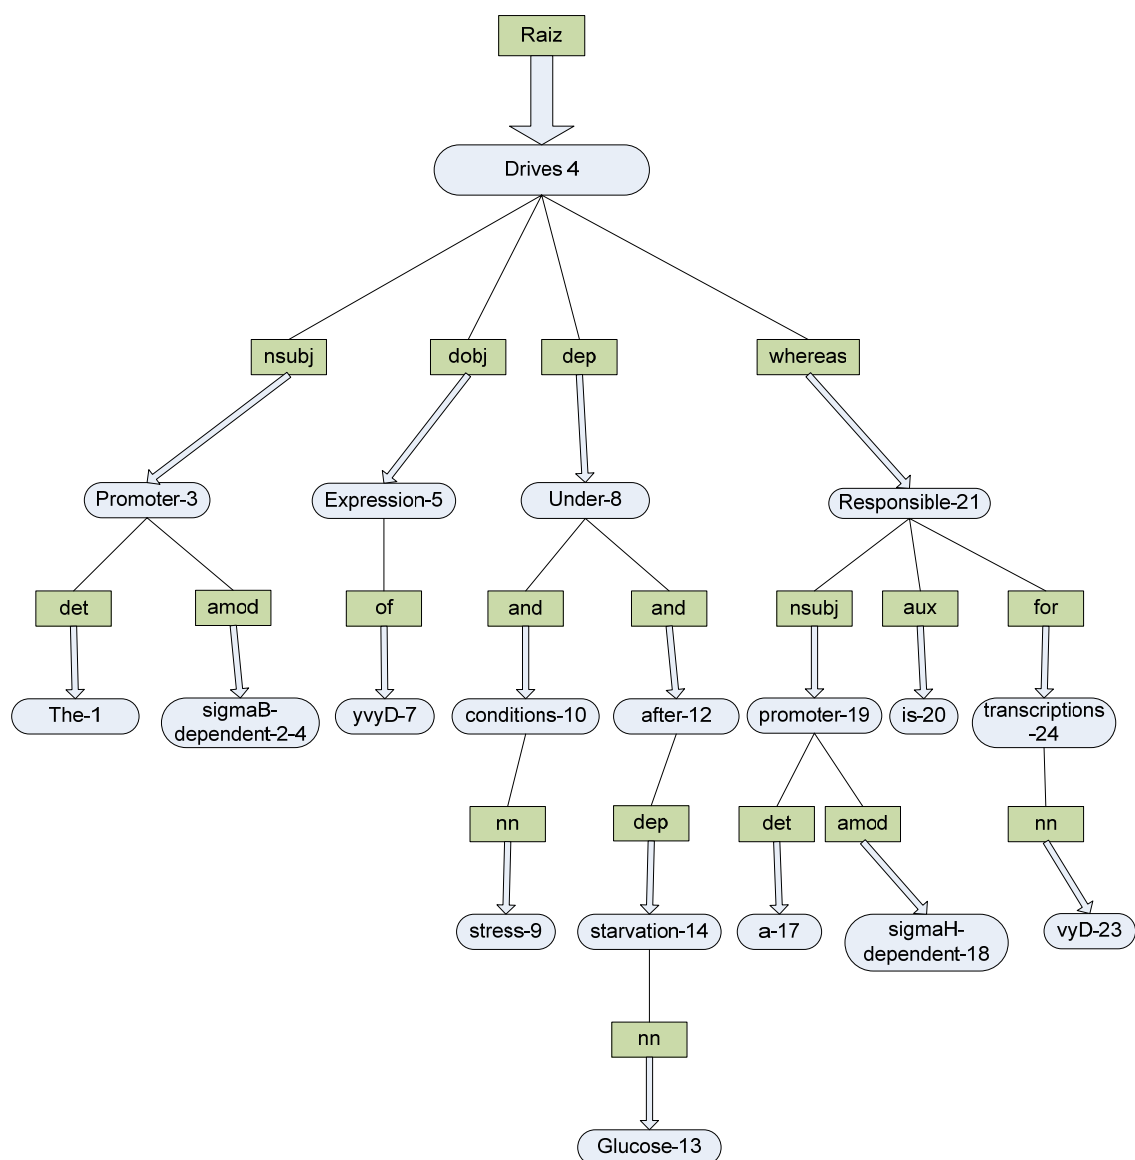 Raiz
Drives 4
nsubj
dobj
dep
whereas
Promoter-3
Expression-5
Under-8
Responsible-21
det
amod
of
and
and
nsubj
aux
for
The-1
sigmaB-
dependent-2-4
yvyD-7
conditions-10
after-12
promoter-19
is-20
transcriptions
-24
nn
dep
det
amod
nn
stress-9
starvation-14
a-17
sigmaH-
dependent-18
vyD-23
nn
Glucose-13